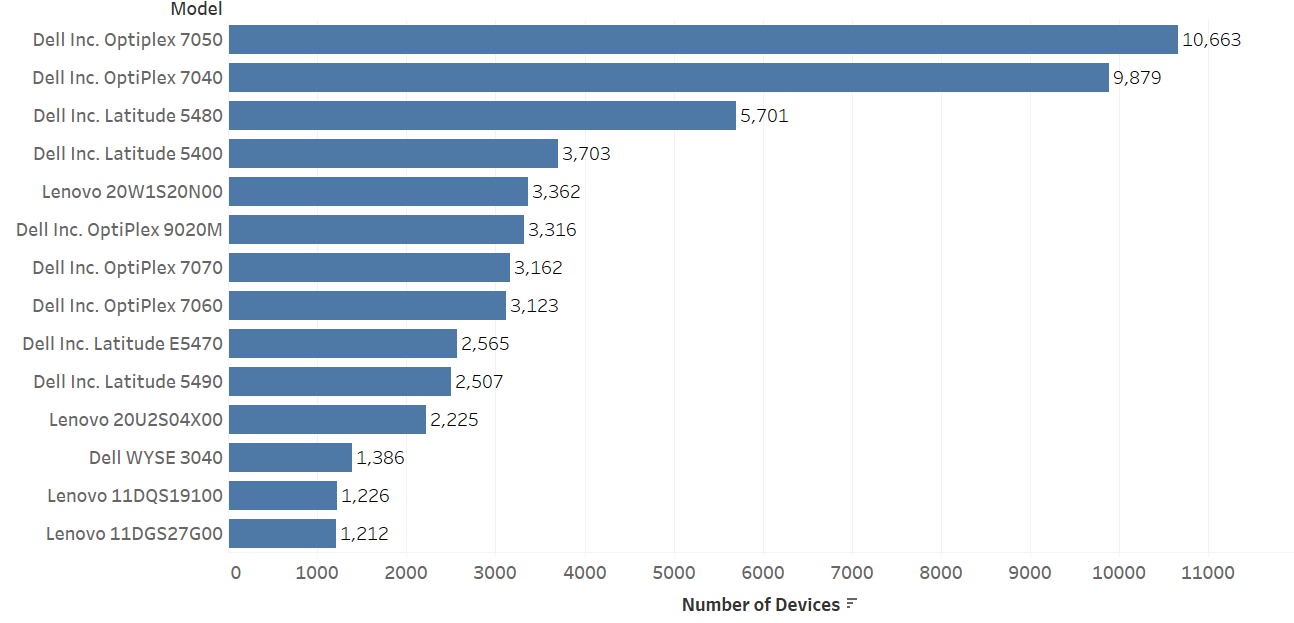 Model
Dell Inc. Optiplex 7050 10,663
Dell Inc. OptiPlex 7040 9,879
Dell Inc. Latitude 5480 5,701
Dell Inc. Latitude 5400 3,703
Lenovo 20W1S20N00 3,362
Dell Inc. OptiPlex 9020M 3,316
Dell Inc. OptiPlex 7070 3,162
Dell Inc. OptiPlex 7060 3,123
Dell Inc. Latitude E5470 2,565
Dell Inc. Latitude 5490 2,507
Lenovo 20U2S04X00 2,225
Dell WYSE 3040 1,386
Lenovo 11DQS19100 1,226
Lenovo 11DGS27G00 1,212
0 1000 2000 3000 4000 5000 6000 7000 8000 9000 10000 11000
Number of Devices